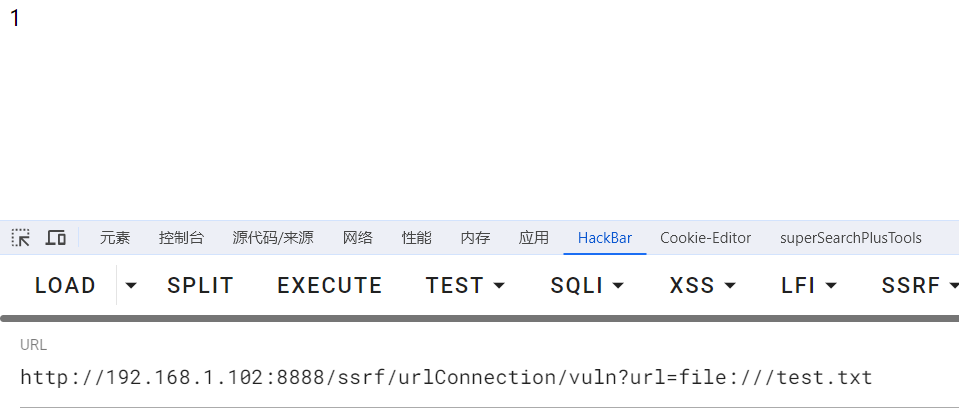 1
元素 控制台 源代码/来源 网络 性能 内存 应用 HackBar Cookie-Editor superSearchPlusTools
LOAD SPLIT EXECUTE TEST SQLI XSS LFI SSRF
URL
http://192.168.1.102:8888/ssrf/urlConnection/vuln?url=file:///test.txt